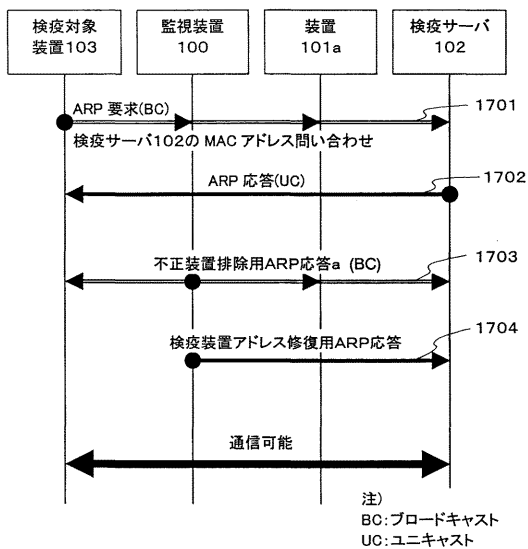 検疫対象
装置103
監視装置
100
装置
101a
検疫サーバ
102
ARP 要求(BC)
1701
検疫サーバ102の MAC アドレス問い合わせ
ARP 応答(UC)
1702
不正装置排除用ARP応答a (BC)
1703
検疫装置アドレス修復用ARP応答
1704
通信可能
注)
BC:ブロードキャスト
UC:ユニキャスト